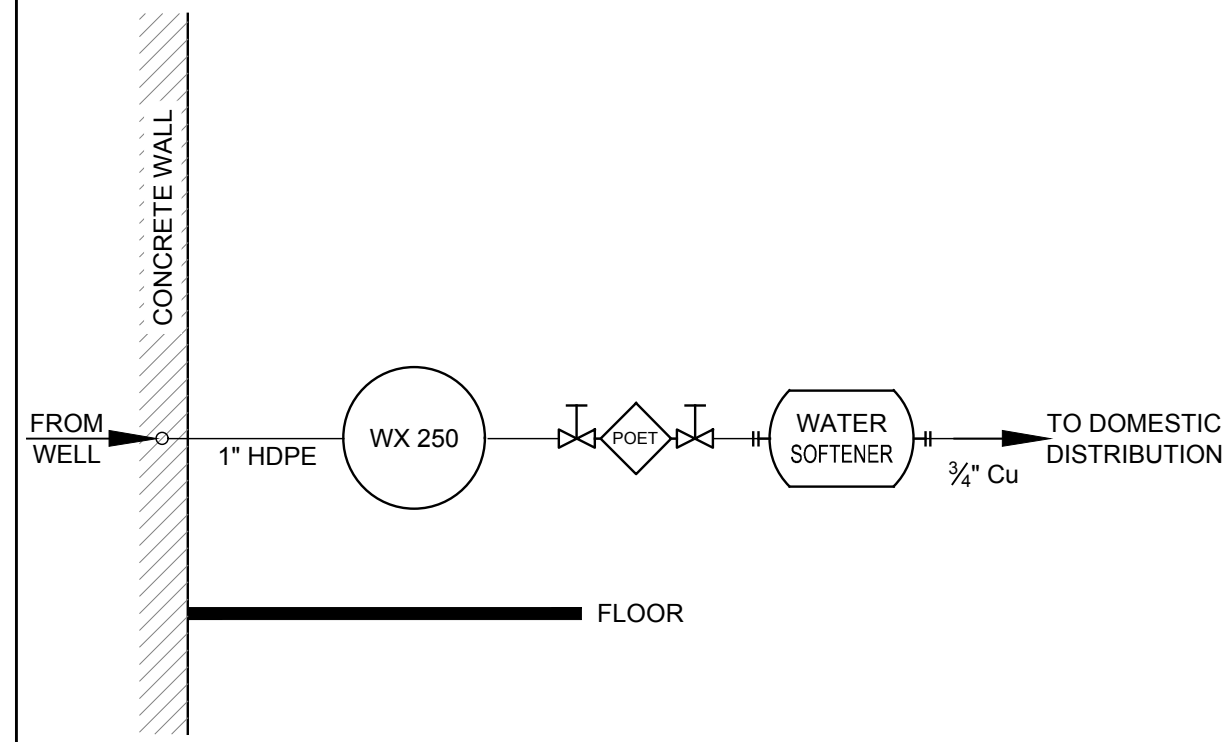 CONCRETE WALL
FROM
WELL
1" HDPE
WX 250
POET
WATER
SOFTENER
¾" Cu
TO DOMESTIC
DISTRIBUTION
FLOOR